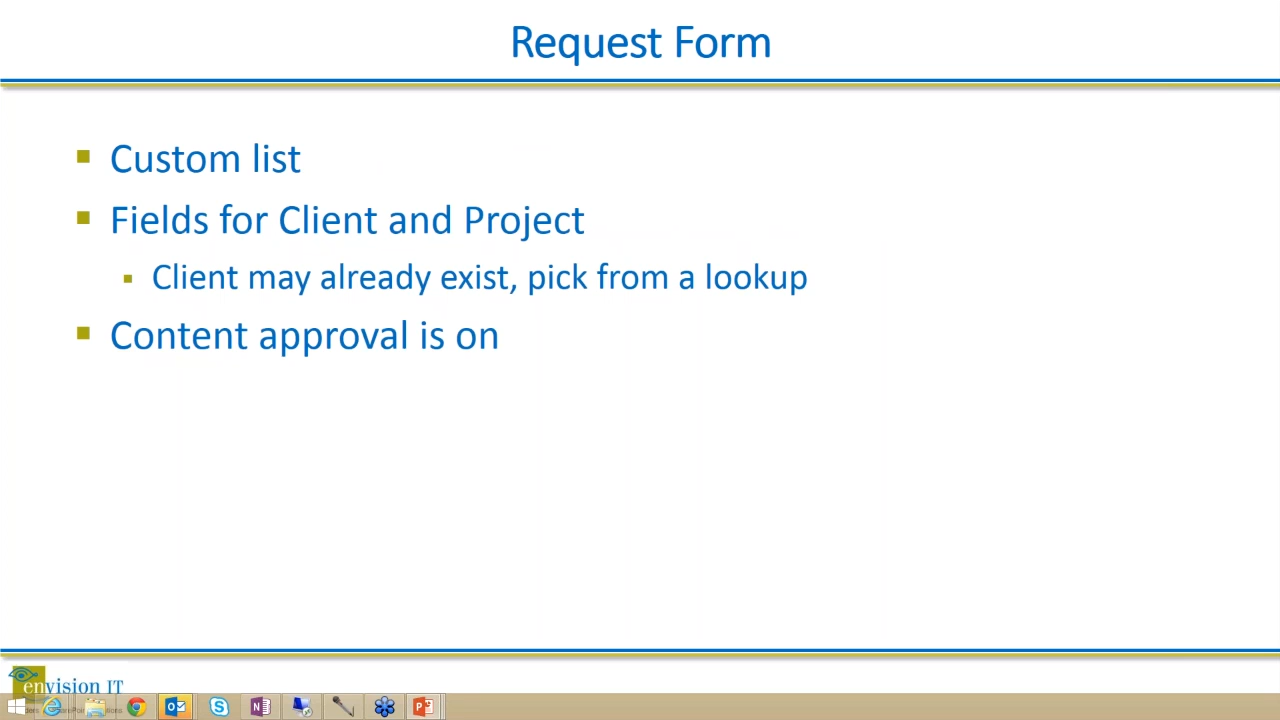 Request Form
Custom list
Fields for Client and Project
Client may already exist, pick from a lookup
Content approval is on
envision IT